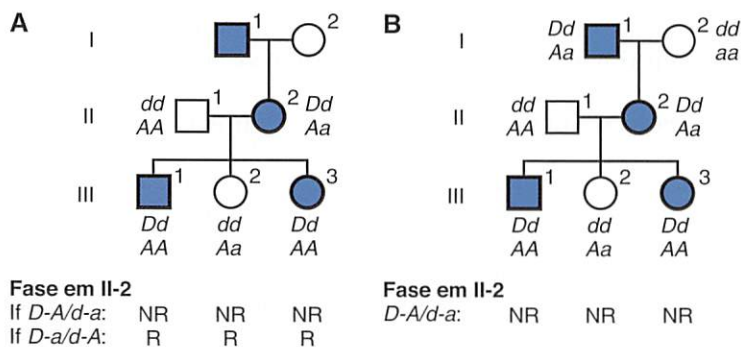 A
I
1
2
II
dd
AA
1
2
Dd
Aa
III
1
2
3
Dd
AA
dd
Aa
Dd
AA
Fase em II-2
If D-A/d-a: NR NR NR
If D-a/d-A: R R R
B
I
Dd
Aa
1
2
dd
aa
II
dd
AA
1
2
Dd
Aa
III
1
2
3
Dd
AA
dd
Aa
Dd
AA
Fase em II-2
D-A/d-a: NR NR NR